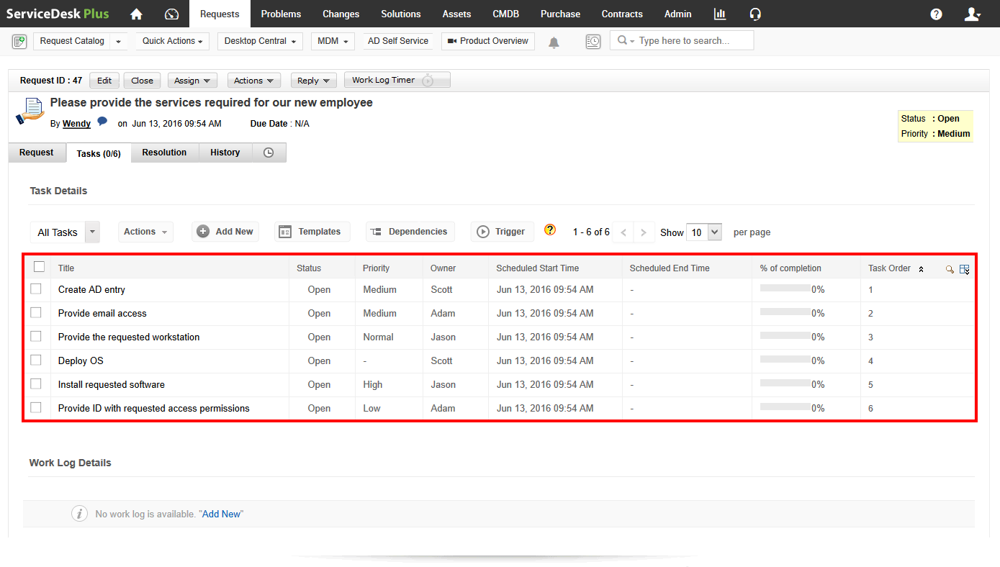 ServiceDesk Plus Requests Problems Changes Solutions Assets CMDB Purchase Contracts Admin ?
Request Catalog Quick Actions Desktop Central MDM AD Self Service Product Overview Type here to search...
Request ID : 47 Edit Close Assign Actions Reply Work Log Timer
Please provide the services required for our new employee
By Wendy on Jun 13, 2016 09:54 AM Due Date : N/A
Status : Open
Priority : Medium
Request Tasks (0/6) Resolution History
Task Details
All Tasks Actions Add New Templates Dependencies Trigger ? 1 - 6 of 6 < > Show 10 per page
Title Status Priority Owner Scheduled Start Time Scheduled End Time % of completion Task Order
Create AD entry Open Medium Scott Jun 13, 2016 09:54 AM - 0% 1
Provide email access Open Medium Adam Jun 13, 2016 09:54 AM - 0% 2
Provide the requested workstation Open Normal Jason Jun 13, 2016 09:54 AM - 0% 3
Deploy OS Open - Scott Jun 13, 2016 09:54 AM - 0% 4
Install requested software Open High Jason Jun 13, 2016 09:54 AM - 0% 5
Provide ID with requested access permissions Open Low Adam Jun 13, 2016 09:54 AM - 0% 6
Work Log Details
i No work log is available. "Add New"